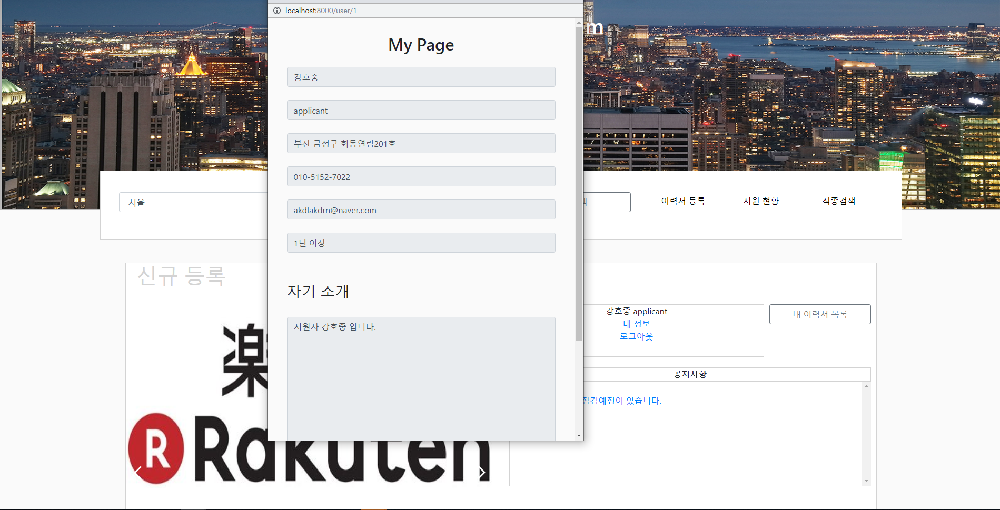 localhost:8000/user/1
m
My Page
강호중
applicant
부산 금정구 회동연립201호
010-5152-7022
akdlakdrn@naver.com
1년 이상
자기 소개
지원자 강호중 입니다.
서울
이력서 등록
지원 현황
직종검색
신규 등록
楽
Rakuten
강호중 applicant
내 정보
로그아웃
내 이력서 목록
공지사항
점검예정이 있습니다.